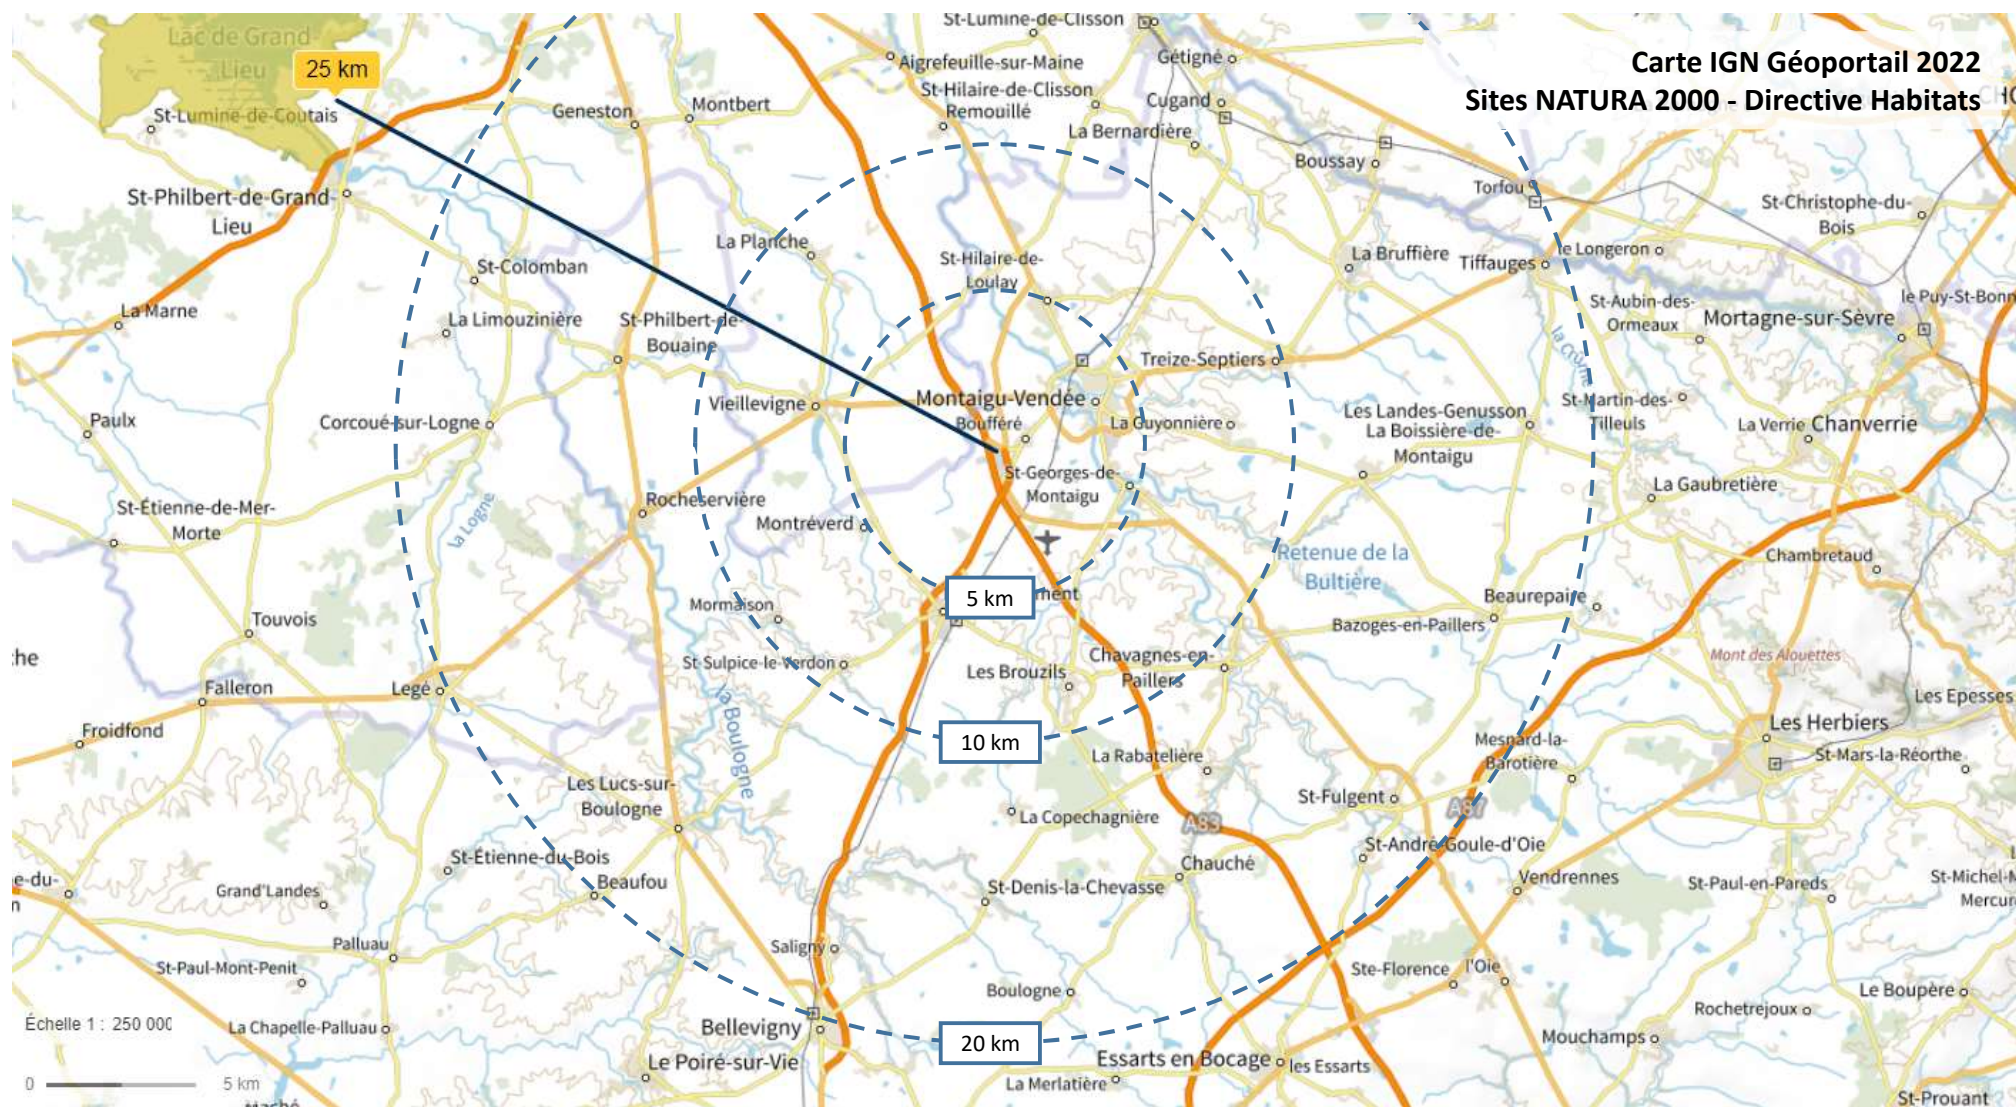 Carte IGN Géoportail 2022
Sites NATURA 2000 - Directive Habitats
Lac de Grand-
Lieu
25 km
St-Lumine-de-Coutais
St-Philbert-de-Grand-
Lieu
Geneston
Montbert
Aigrefeuille-sur-Maine
St-Lumine-de-Clisson
St-Hilaire-de-Clisson
Remouillé
Gétigné
Cugand
La Bernardière
Boussay
Torfou
St-Christophe-du-
Bois
La Planche
St-Hilaire-de-
Loulay
La Bruffière
Tiffauges
le Longeron
St-Colomban
La Marne
La Limouzinière
St-Philbert-de-
Bouaine
St-Aubin-des-
Ormeaux
Mortagne-sur-Sèvre
le Puy-St-Bonn
la Crûme
Treize-Septiers
Paulx
Corcoué-sur-Logne
Vieillevigne
Montaigu-Vendée
Boufféré
La Guyonnière
Les Landes-Genusson
La Boissière-de-
Montaigu
St-Martin-des-
Tilleuls
La Verrie
Chanverrie
St-Étienne-de-Mer-
Morte
la Logne
Rocheservière
Montréverd
St-Georges-de-
Montaigu
La Gaubretière
Retenue de la
Bultière
Chambretaud
Touvois
Mormaison
5 km
ment
Beaurepaire
Bazoges-en-Paillers
he
Falleron
Legé
St Sulpice-le-Verdon
Les Brouzils
Chavagnes-en-
Paillers
Mont des Alouettes
Les Epesses
Froidfond
la Boulogne
10 km
La Rabatelière
Mesnard-la-
Barotière
Les Herbiers
St-Mars-la-Réorthe
Les Lucs-sur-
Boulogne
La Copechagnière
A83
St-Fulgent
A87
St-André-Goule-d'Oie
St-Étienne-du-Bois
Chauché
e-du-
n
Grand'Landes
Beaufou
St-Denis-la-Chevasse
Vendrennes
St-Paul-en-Pareds
St-Michel-M
Mercur
Palluau
Saligny
St-Paul-Mont-Penit
Boulogne
Ste-Florence
l'Oie
Le Boupère
Rochetrejoux
Échelle 1 : 250 000
La Chapelle-Palluau
Bellevigny
20 km
Mouchamps
Le Poiré-sur-Vie
Essarts en Bocage
les Essarts
La Merlatière
0
5 km
St-Prouant